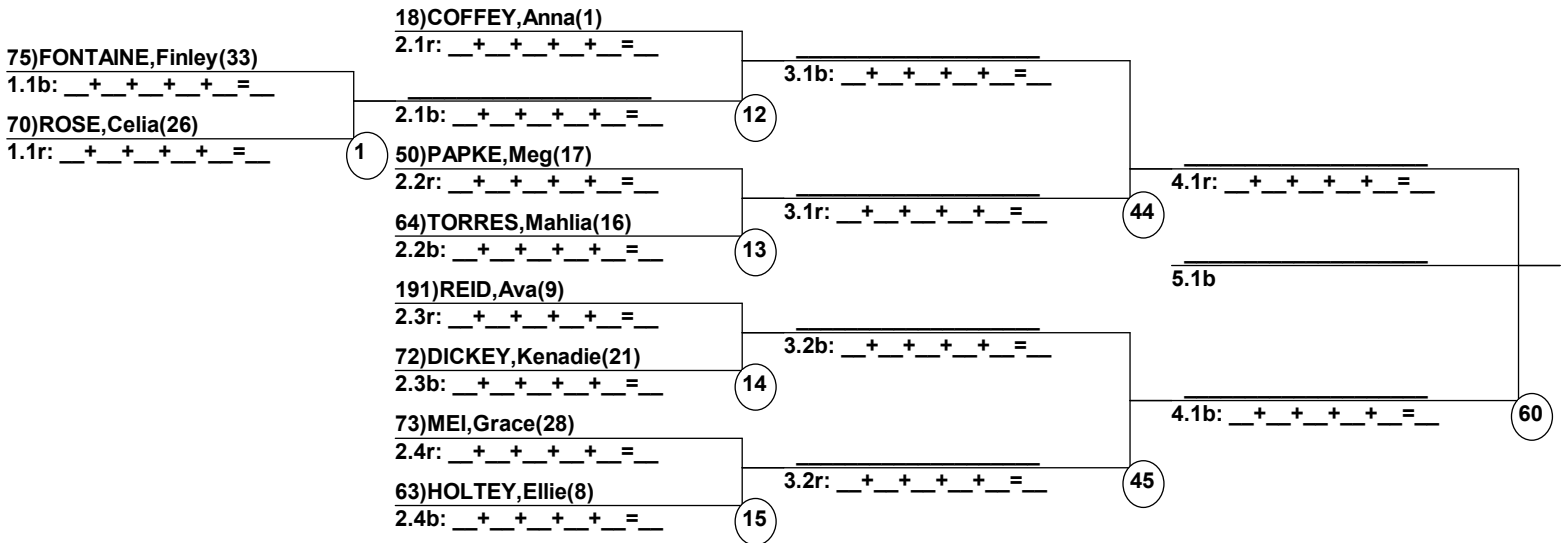 75)FONTAINE,Finley(33)
1.1b: __+__+__+__+__=__
70)ROSE,Celia(26)
1.1r: __+__+__+__+__=__
1
18)COFFEY,Anna(1)
2.1r: __+__+__+__+__=__
2.1b: __+__+__+__+__=__
12
50)PAPKE,Meg(17)
2.2r: __+__+__+__+__=__
64)TORRES,Mahlia(16)
2.2b: __+__+__+__+__=__
13
191)REID,Ava(9)
2.3r: __+__+__+__+__=__
72)DICKEY,Kenadie(21)
2.3b: __+__+__+__+__=__
14
73)MEI,Grace(28)
2.4r: __+__+__+__+__=__
63)HOLTEY,Ellie(8)
2.4b: __+__+__+__+__=__
15
3.1b: __+__+__+__+__=__
3.1r: __+__+__+__+__=__
44
3.2b: __+__+__+__+__=__
3.2r: __+__+__+__+__=__
45
4.1r: __+__+__+__+__=__
5.1b
4.1b: __+__+__+__+__=__
60